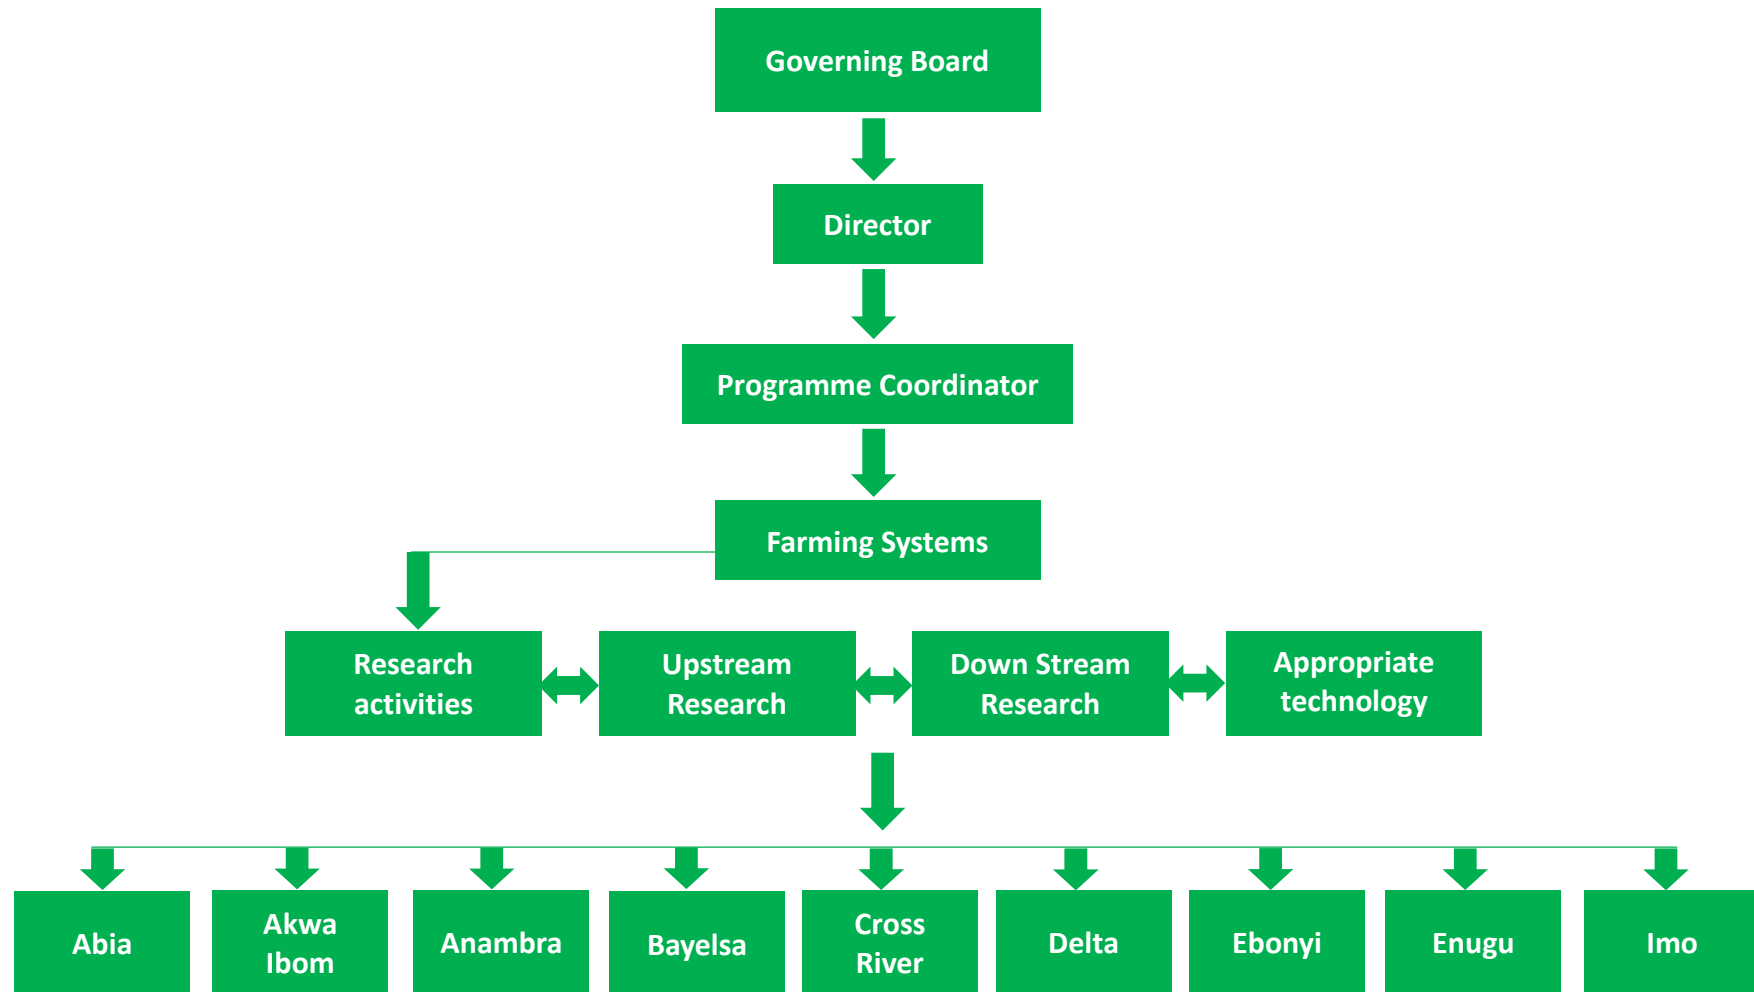 Governing Board
Director
Programme Coordinator
Farming Systems
Research
activities
Upstream
Research
Down Stream
Research
Appropriate
technology
Abia
Akwa
Ibom
Anambra
Bayelsa
Cross
River
Delta
Ebonyi
Enugu
Imo